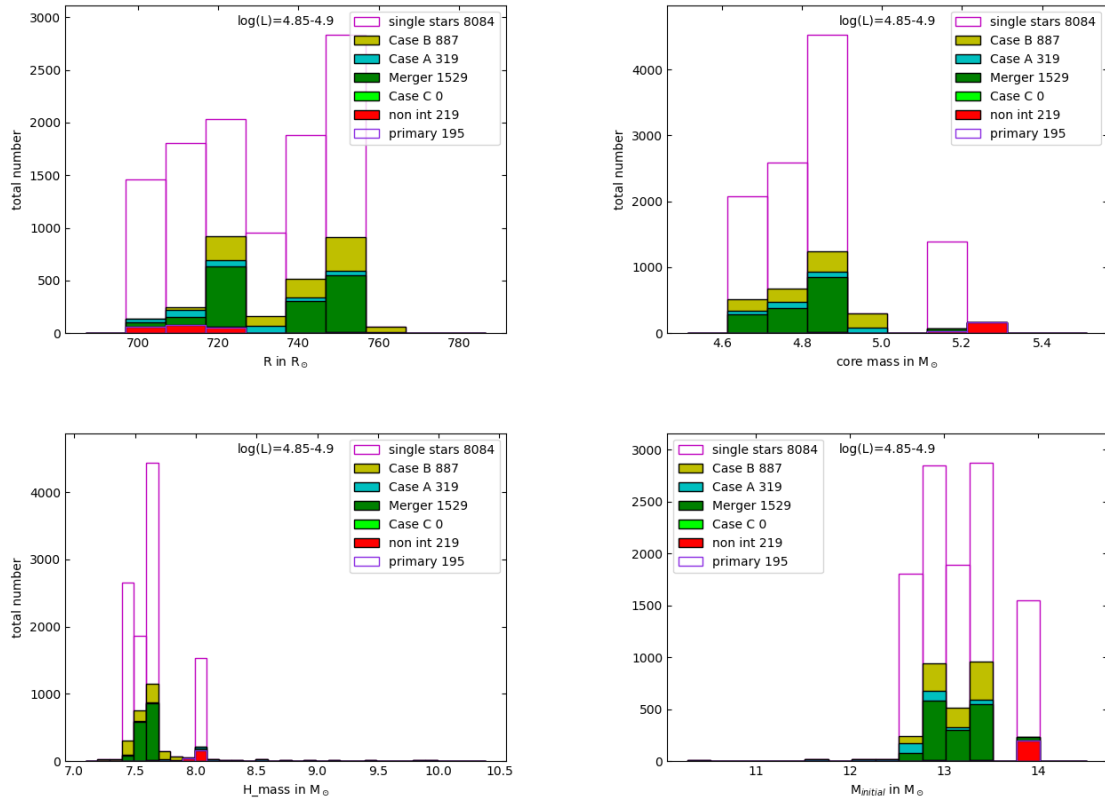 log(L)=4.85-4.9
single stars 8084
Case B 887
Case A 319
Merger 1529
Case C 0
non int 219
primary 195
3000
2500
2000
1500
1000
500
0
total number
700
720
740
760
780
R in R⊙
log(L)=4.85-4.9
single stars 8084
Case B 887
Case A 319
Merger 1529
Case C 0
non int 219
primary 195
4000
3000
2000
1000
0
total number
4.6
4.8
5.0
5.2
5.4
core mass in M⊙
log(L)=4.85-4.9
single stars 8084
Case B 887
Case A 319
Merger 1529
Case C 0
non int 219
primary 195
4000
3000
2000
1000
0
total number
7.0
7.5
8.0
8.5
9.0
9.5
10.0
10.5
H_mass in M⊙
log(L)=4.85-4.9
single stars 8084
Case B 887
Case A 319
Merger 1529
Case C 0
non int 219
primary 195
3000
2500
2000
1500
1000
500
0
total number
11
12
13
14
Minitial in M⊙